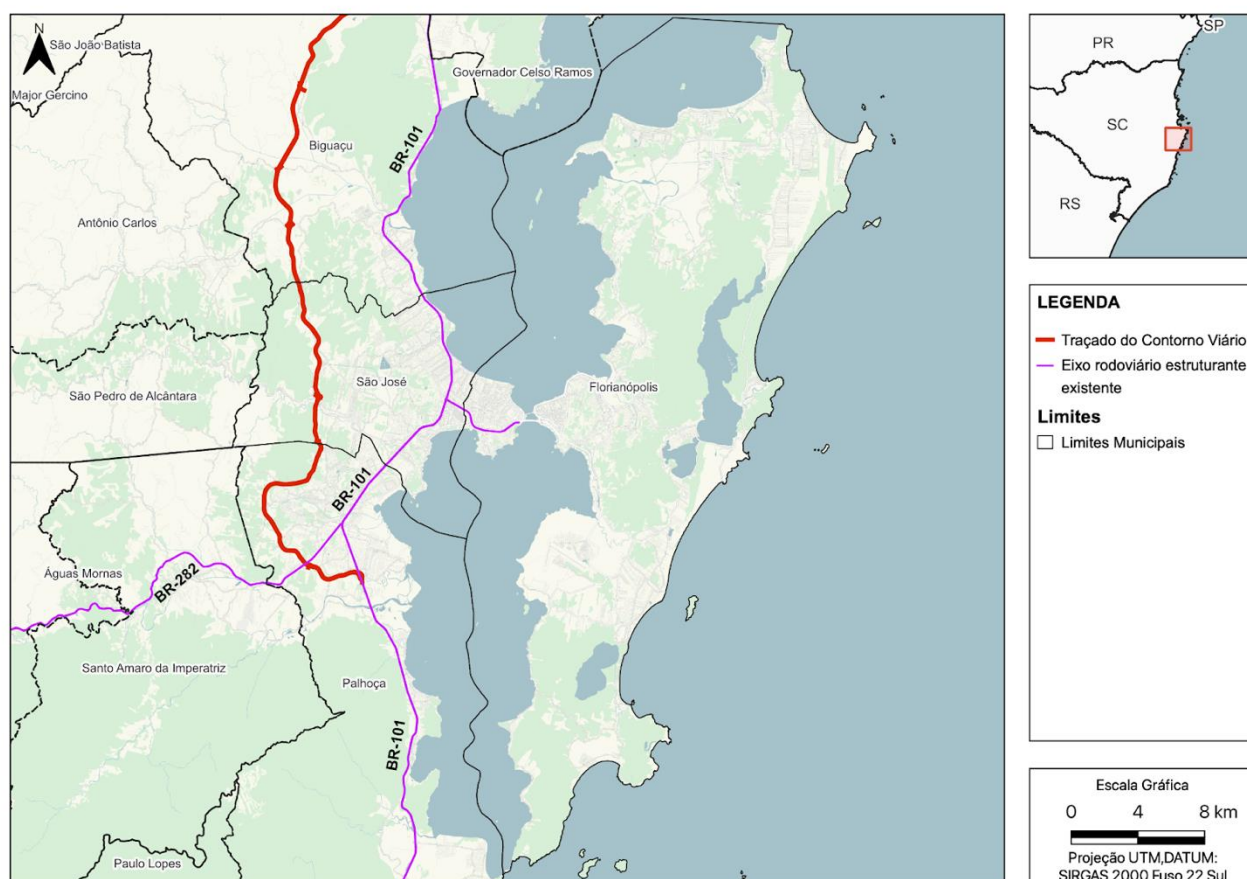 N
São João Batista
Major Gercino
Governador Celso Ramos
BR-101
Biguaçu
Antônio Carlos
São José
São Pedro de Alcântara
Florianópolis
BR-101
Águas Mornas
BR-282
Santo Amaro da Imperatriz
Palhoça
BR-101
Paulo Lopes
SP
PR
SC
RS
LEGENDA
Traçado do Contorno Viário
Eixo rodoviário estruturante
existente
Limites
Limites Municipais
Escala Gráfica
0 4 8 km
Projeção UTM,DATUM:
SIRGAS 2000 Fuso 22 Sul